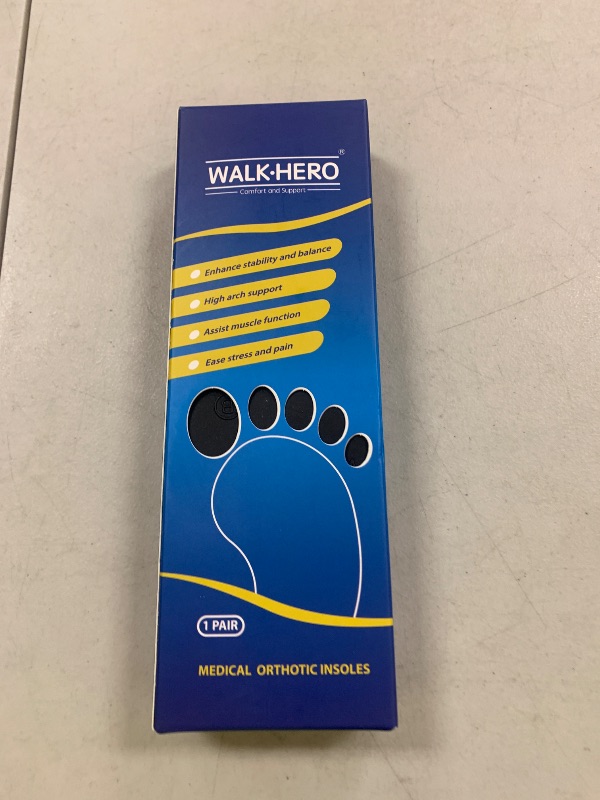 WALK·HERO®
Comfort and Support
Enhance stability and balance
High arch support
Assist muscle function
Ease stress and pain
1 PAIR
MEDICAL ORTHOTIC INSOLES